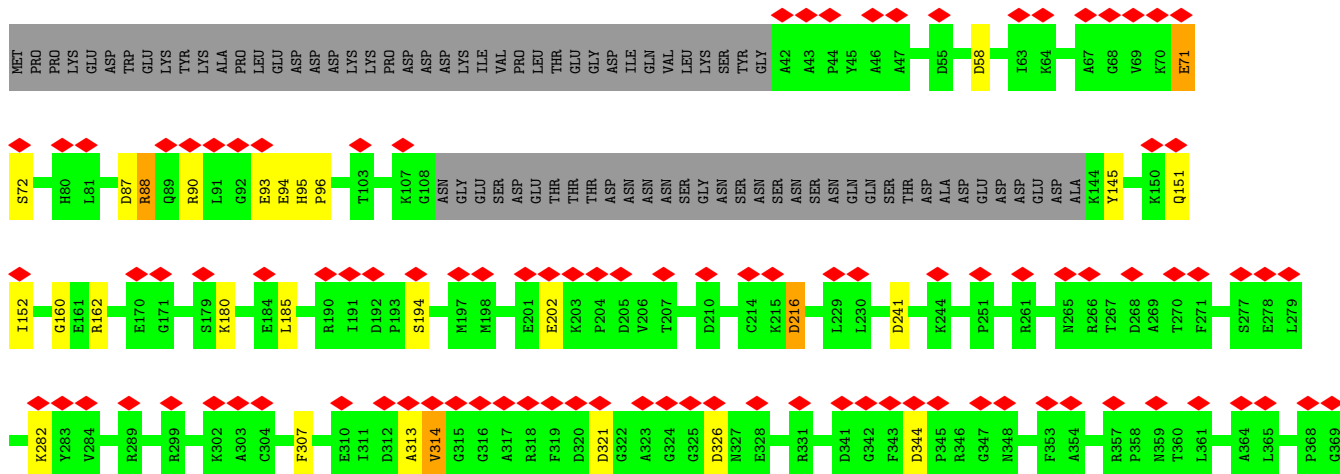 MET PRO PRO LYS GLU ASP TRP GLU LYS TYR LYS ALA PRO LEU GLU ASP ASP ASP LYS LYS PRO ASP ASP ASP LYS ILE VAL PRO LEU THR GLU GLY ASP ILE GLN VAL LEU LYS SER TYR GLY A42 A43 P44 Y45 A46 A47 D55 D58 I63 K64 A67 G68 V69 K70 E71
S72 H80 L81 D87 R88 Q89 R90 L91 G92 E93 E94 H95 P96 T103 K107 G108 ASN GLY GLU SER ASP GLU THR THR THR ASP ASN ASN ASN SER GLY ASN SER ASN SER SER ASN GLN GLN SER THR ASP ALA ASP GLU ASP ASP GLU ASP ALA K144 Y145 K150 Q151
I152 G160 E161 R162 E170 G171 S179 K180 E184 L185 R190 I191 D192 P193 S194 M197 M198 E201 E202 K203 P204 D205 V206 T207 D210 C214 K215 D216 L229 L230 D241 K244 P251 R261 N265 R266 T267 D268 A269 T270 F271 S277 E278 L279
K282 Y283 V284 R289 R299 K302 A303 C304 F307 E310 I311 D312 A313 V314 G315 G316 A317 R318 F319 D320 D321 G322 A323 G324 G325 D326 N327 E328 R331 D341 G342 F343 D344 P345 R346 G347 N348 F353 A354 R357 P358 N359 T360 L361 A364 L365 P368 G369